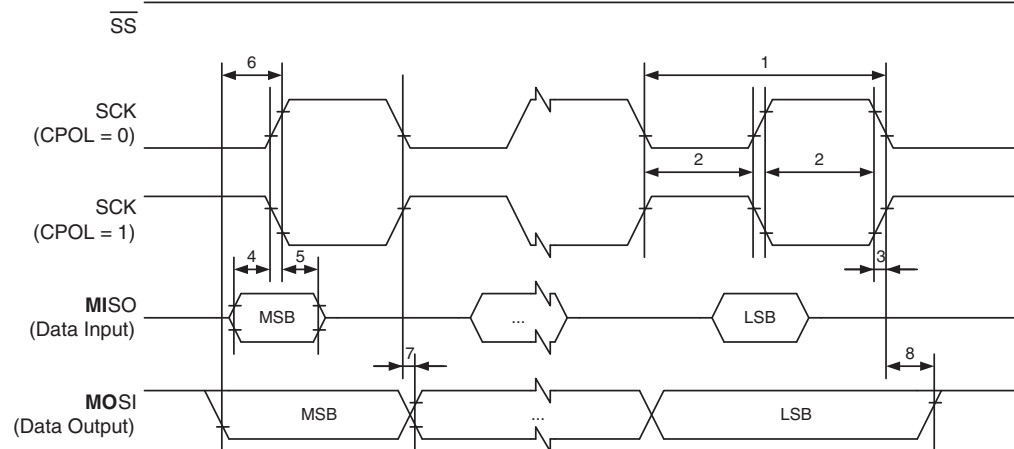 SS
6
1
SCK
(CPOL = 0)
2
2
SCK
(CPOL = 1)
4
5
3
MISO
(Data Input)
MSB
...
LSB
7
8
MOSI
(Data Output)
MSB
...
LSB